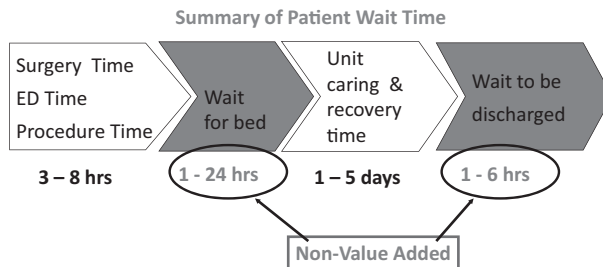 Summary of Patient Wait Time
Surgery Time
ED Time
Procedure Time
Wait
for bed
Unit
caring &
recovery
time
Wait to be
discharged
3 – 8 hrs
1 - 24 hrs
1 – 5 days
1 - 6 hrs
Non-Value Added